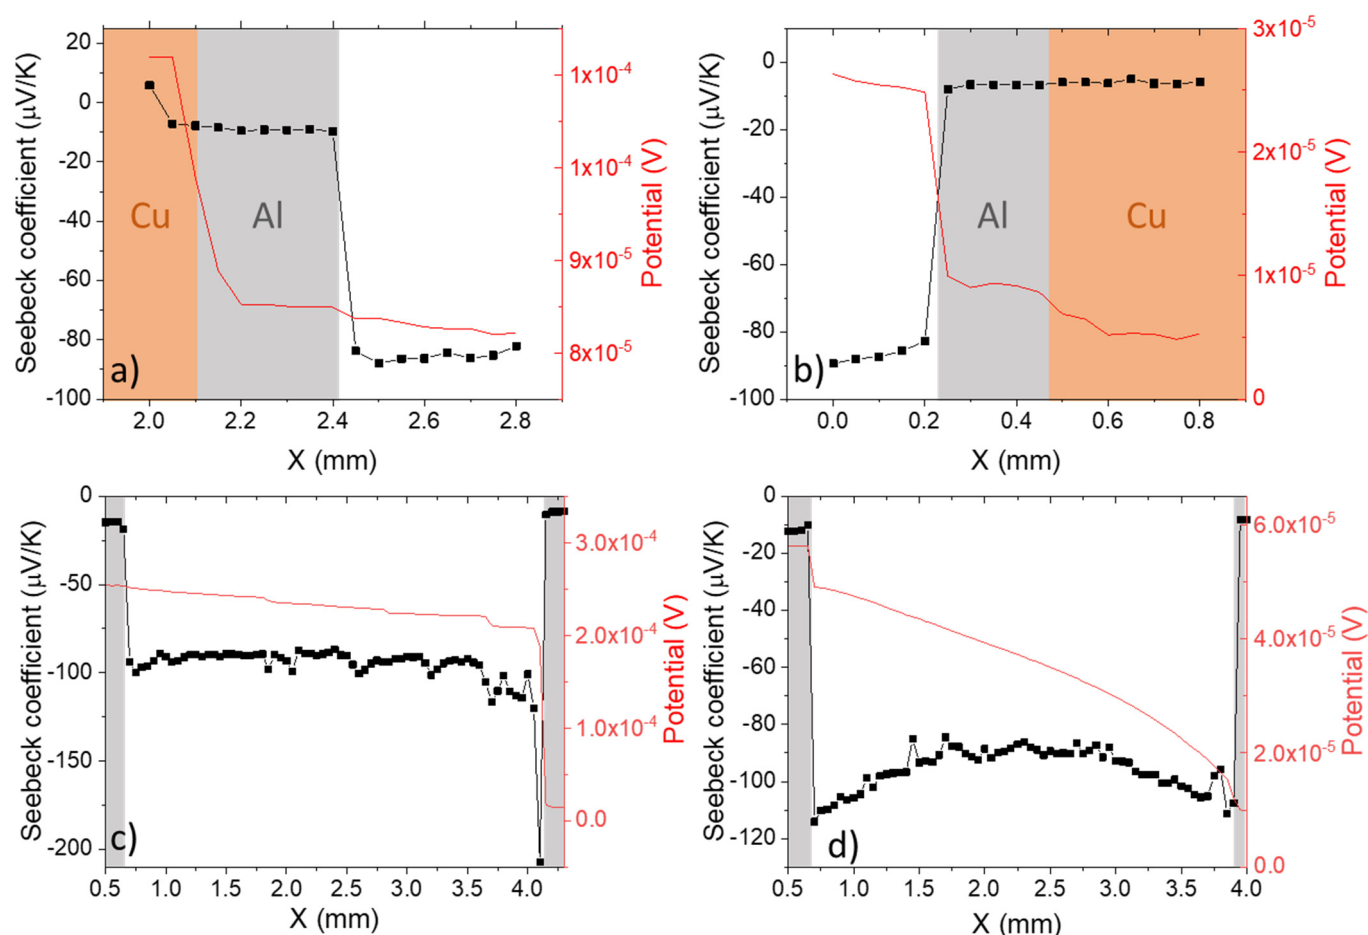 a)
Cu
Al
Seebeck coefficient (μV/K)
20
0
-20
-40
-60
-80
-100
2.0
2.2
2.4
2.6
2.8
X (mm)
1x10⁻⁴
1x10⁻⁴
9x10⁻⁵
8x10⁻⁵
Potential (V)
b)
Al
Cu
Seebeck coefficient (μV/K)
0
-20
-40
-60
-80
-100
0.0
0.2
0.4
0.6
0.8
X (mm)
3x10⁻⁵
2x10⁻⁵
1x10⁻⁵
0
Potential (V)
c)
Seebeck coefficient (μV/K)
0
-50
-100
-150
-200
0.5
1.0
1.5
2.0
2.5
3.0
3.5
4.0
X (mm)
3.0x10⁻⁴
2.0x10⁻⁴
1.0x10⁻⁴
0.0
Potential (V)
d)
Seebeck coefficient (μV/K)
0
-20
-40
-60
-80
-100
-120
0.5
1.0
1.5
2.0
2.5
3.0
3.5
4.0
X (mm)
6.0x10⁻⁵
4.0x10⁻⁵
2.0x10⁻⁵
0.0
Potential (V)